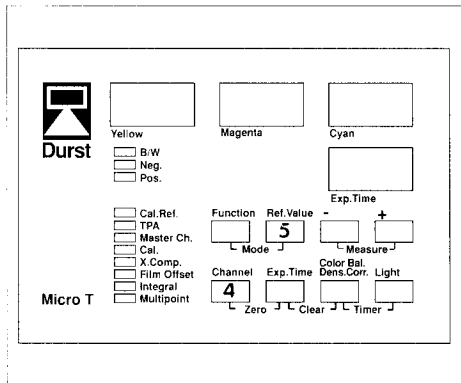 Yellow Magenta Cyan
Durst
B/W
Neg.
Pos.
Exp.Time
Cal.Ref.
TPA
Master Ch.
Cal.
X.Comp.
Film Offset
Integral
Multipoint
Function Ref.Value - +
5
Mode Measure
Channel Exp.Time Color Bal. Dens.Corr. Light
4
Zero Clear Timer
Micro T